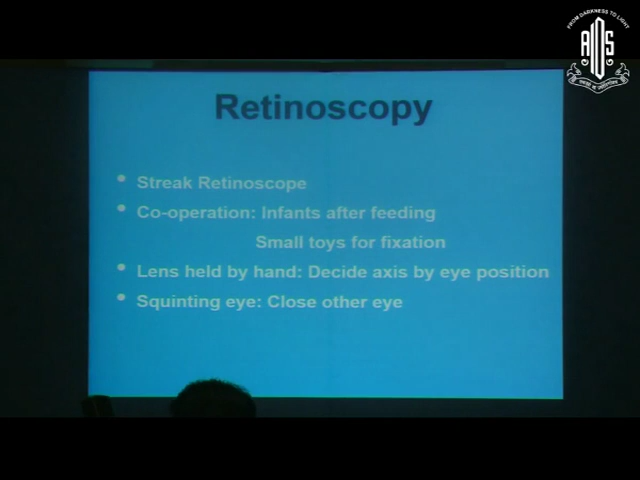 FROM DARKNESS TO LIGHT
AIOS
Retinoscopy
• Streak Retinoscope
• Co-operation: Infants after feeding
Small toys for fixation
• Lens held by hand: Decide axis by eye position
• Squinting eye: Close other eye